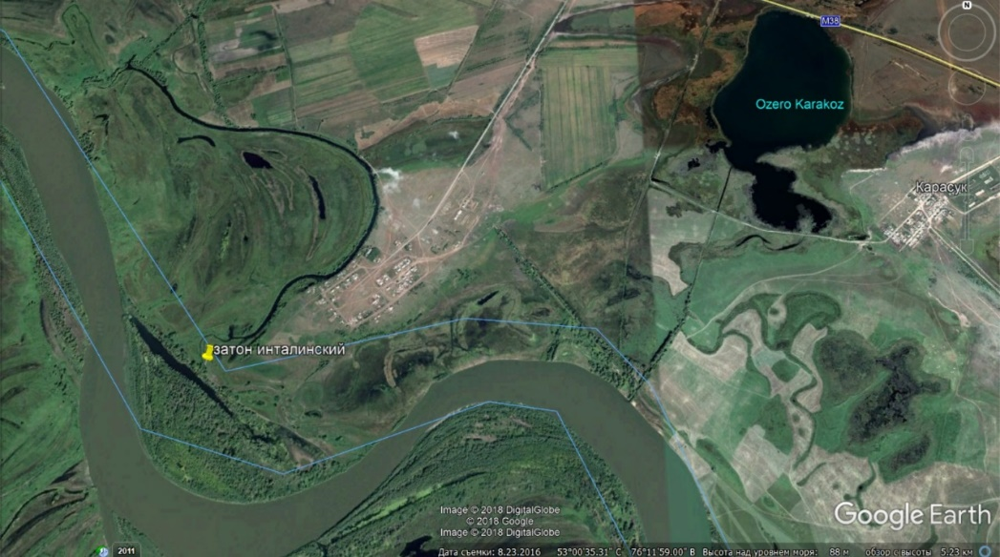 N
M38
Ozero Karakoz
Карасук
затон инталинский
Image © 2018 DigitalGlobe
© 2018 Google
Image © 2018 DigitalGlobe
Google Earth
2011
Дата съемки: 8.23.2016 53°00'35.31" С 76°11'59.00" В Высота над уровнем моря: 88 м обзор с высоты 5.23 км